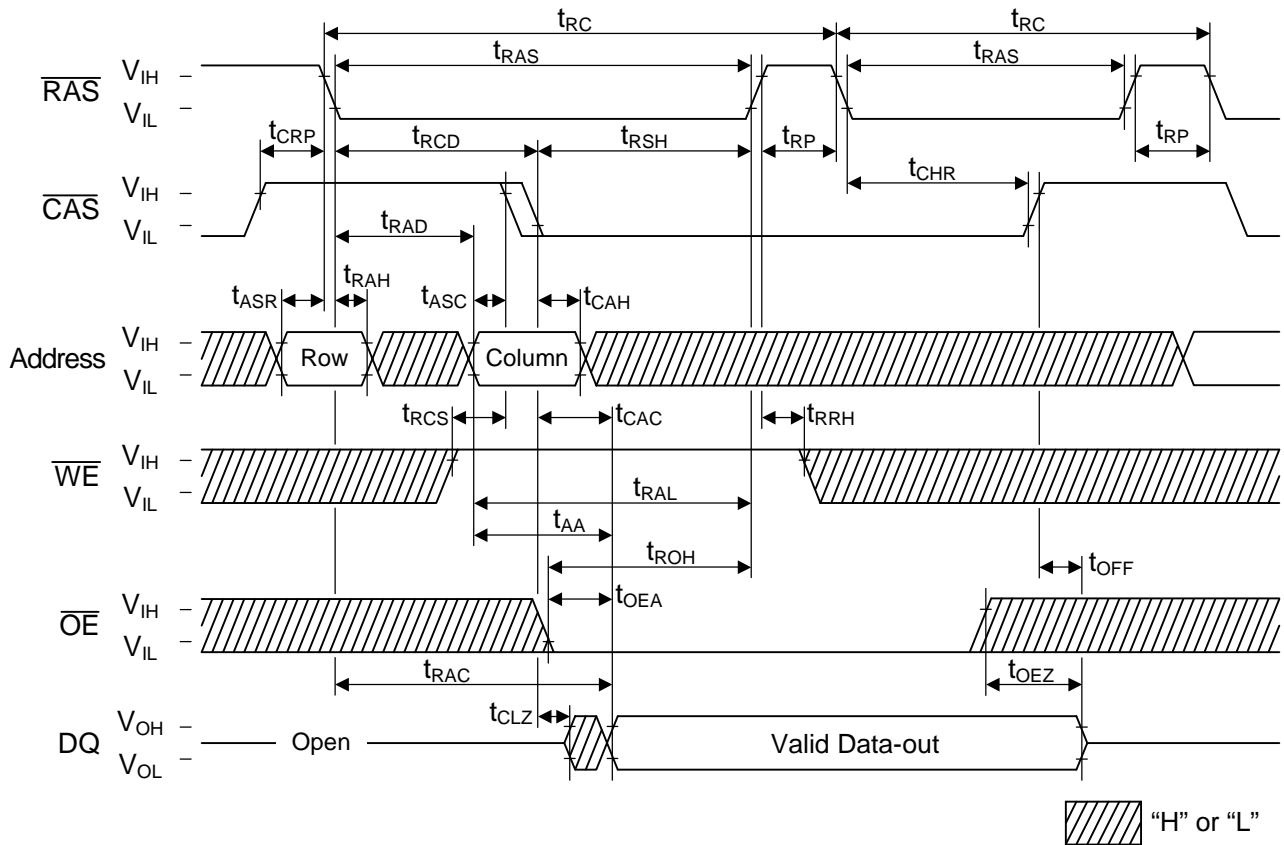 tRC tRC
tRAS tRAS
RAS VIH
VIL
tCRP tRCD tRSH tRP tRP
tCHR
CAS VIH
VIL
tRAD
tRAH
tASR tASC tCAH
Address VIH
VIL
Row Column
tRCS tCAC tRRH
WE VIH
VIL
tRAL
tAA
tROH tOFF
tOEA
OE VIH
VIL
tRAC tOEZ
tCLZ
DQ VOH
VOL
Open Valid Data-out
“H” or “L”